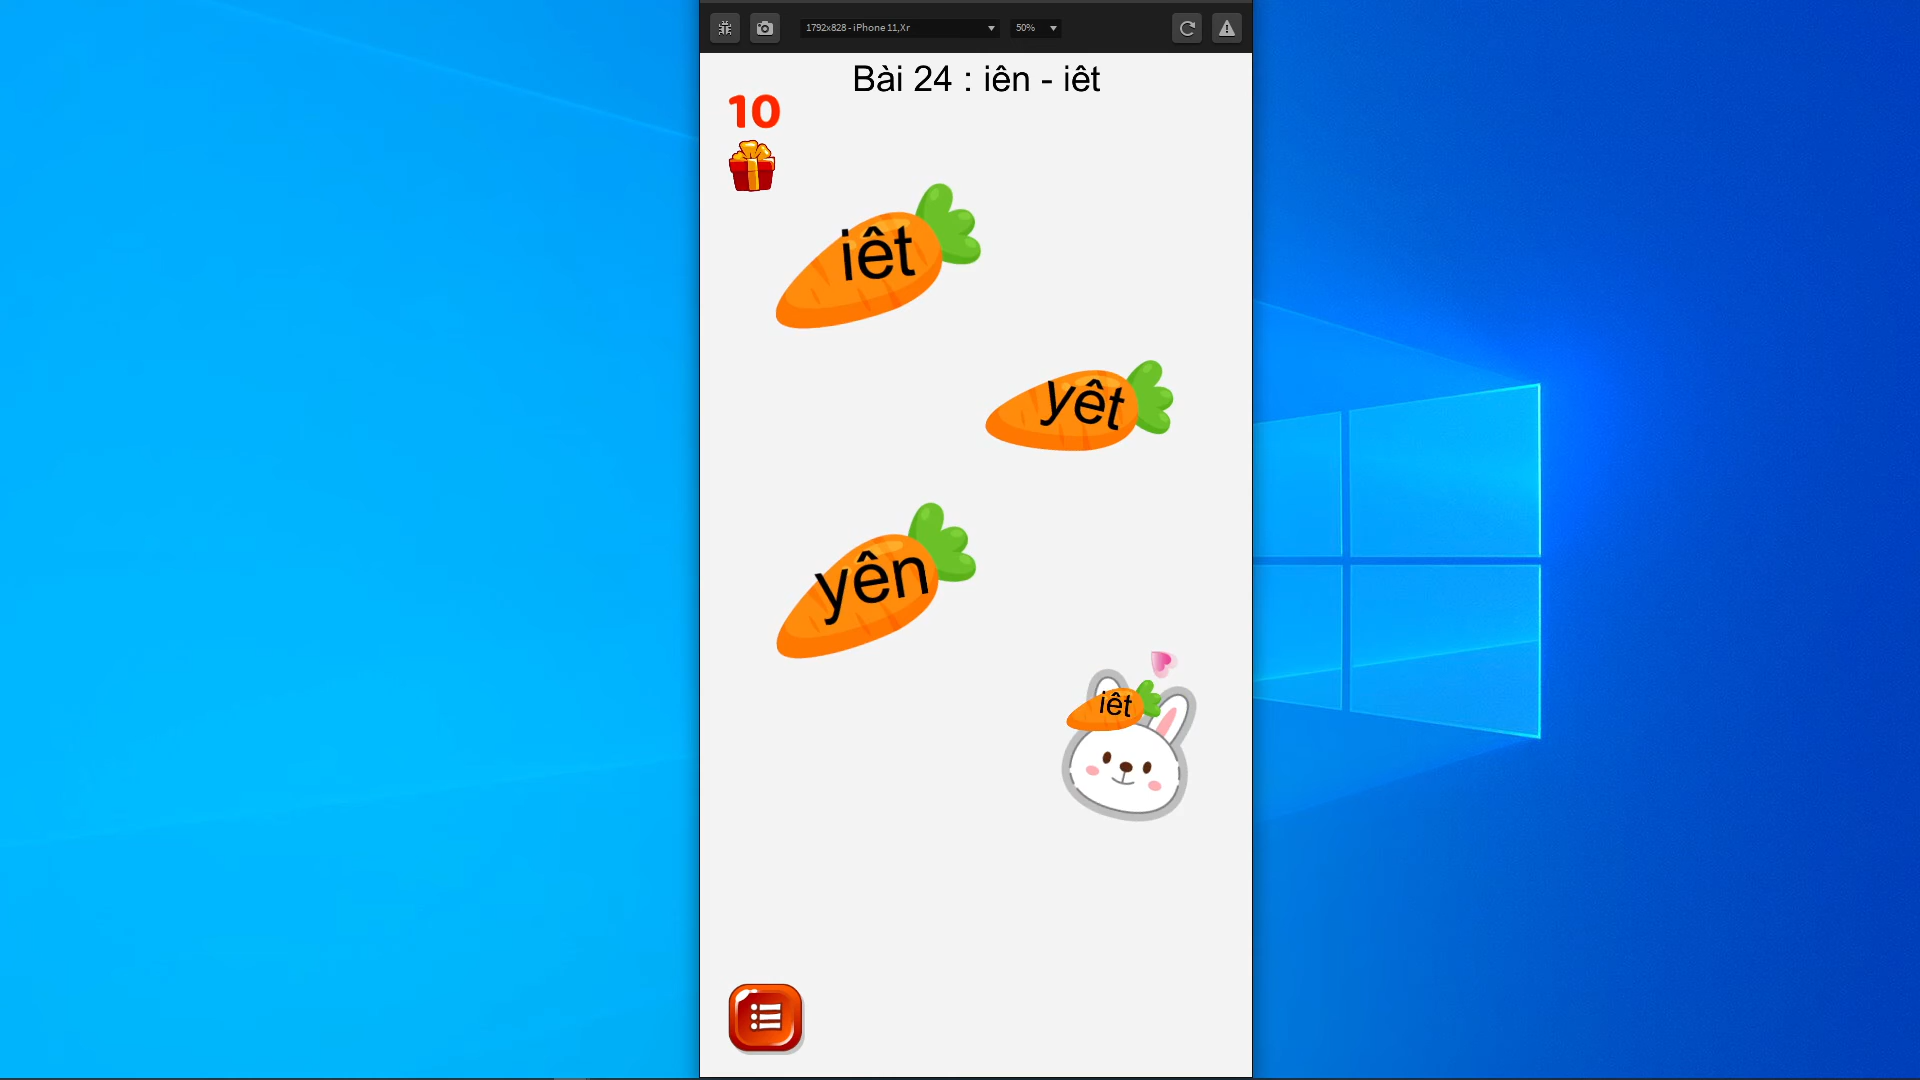 1792x828 - iPhone 11,Xr 50%
Bài 24 : iên - iêt
10
iêt
yêt
yên
iêt